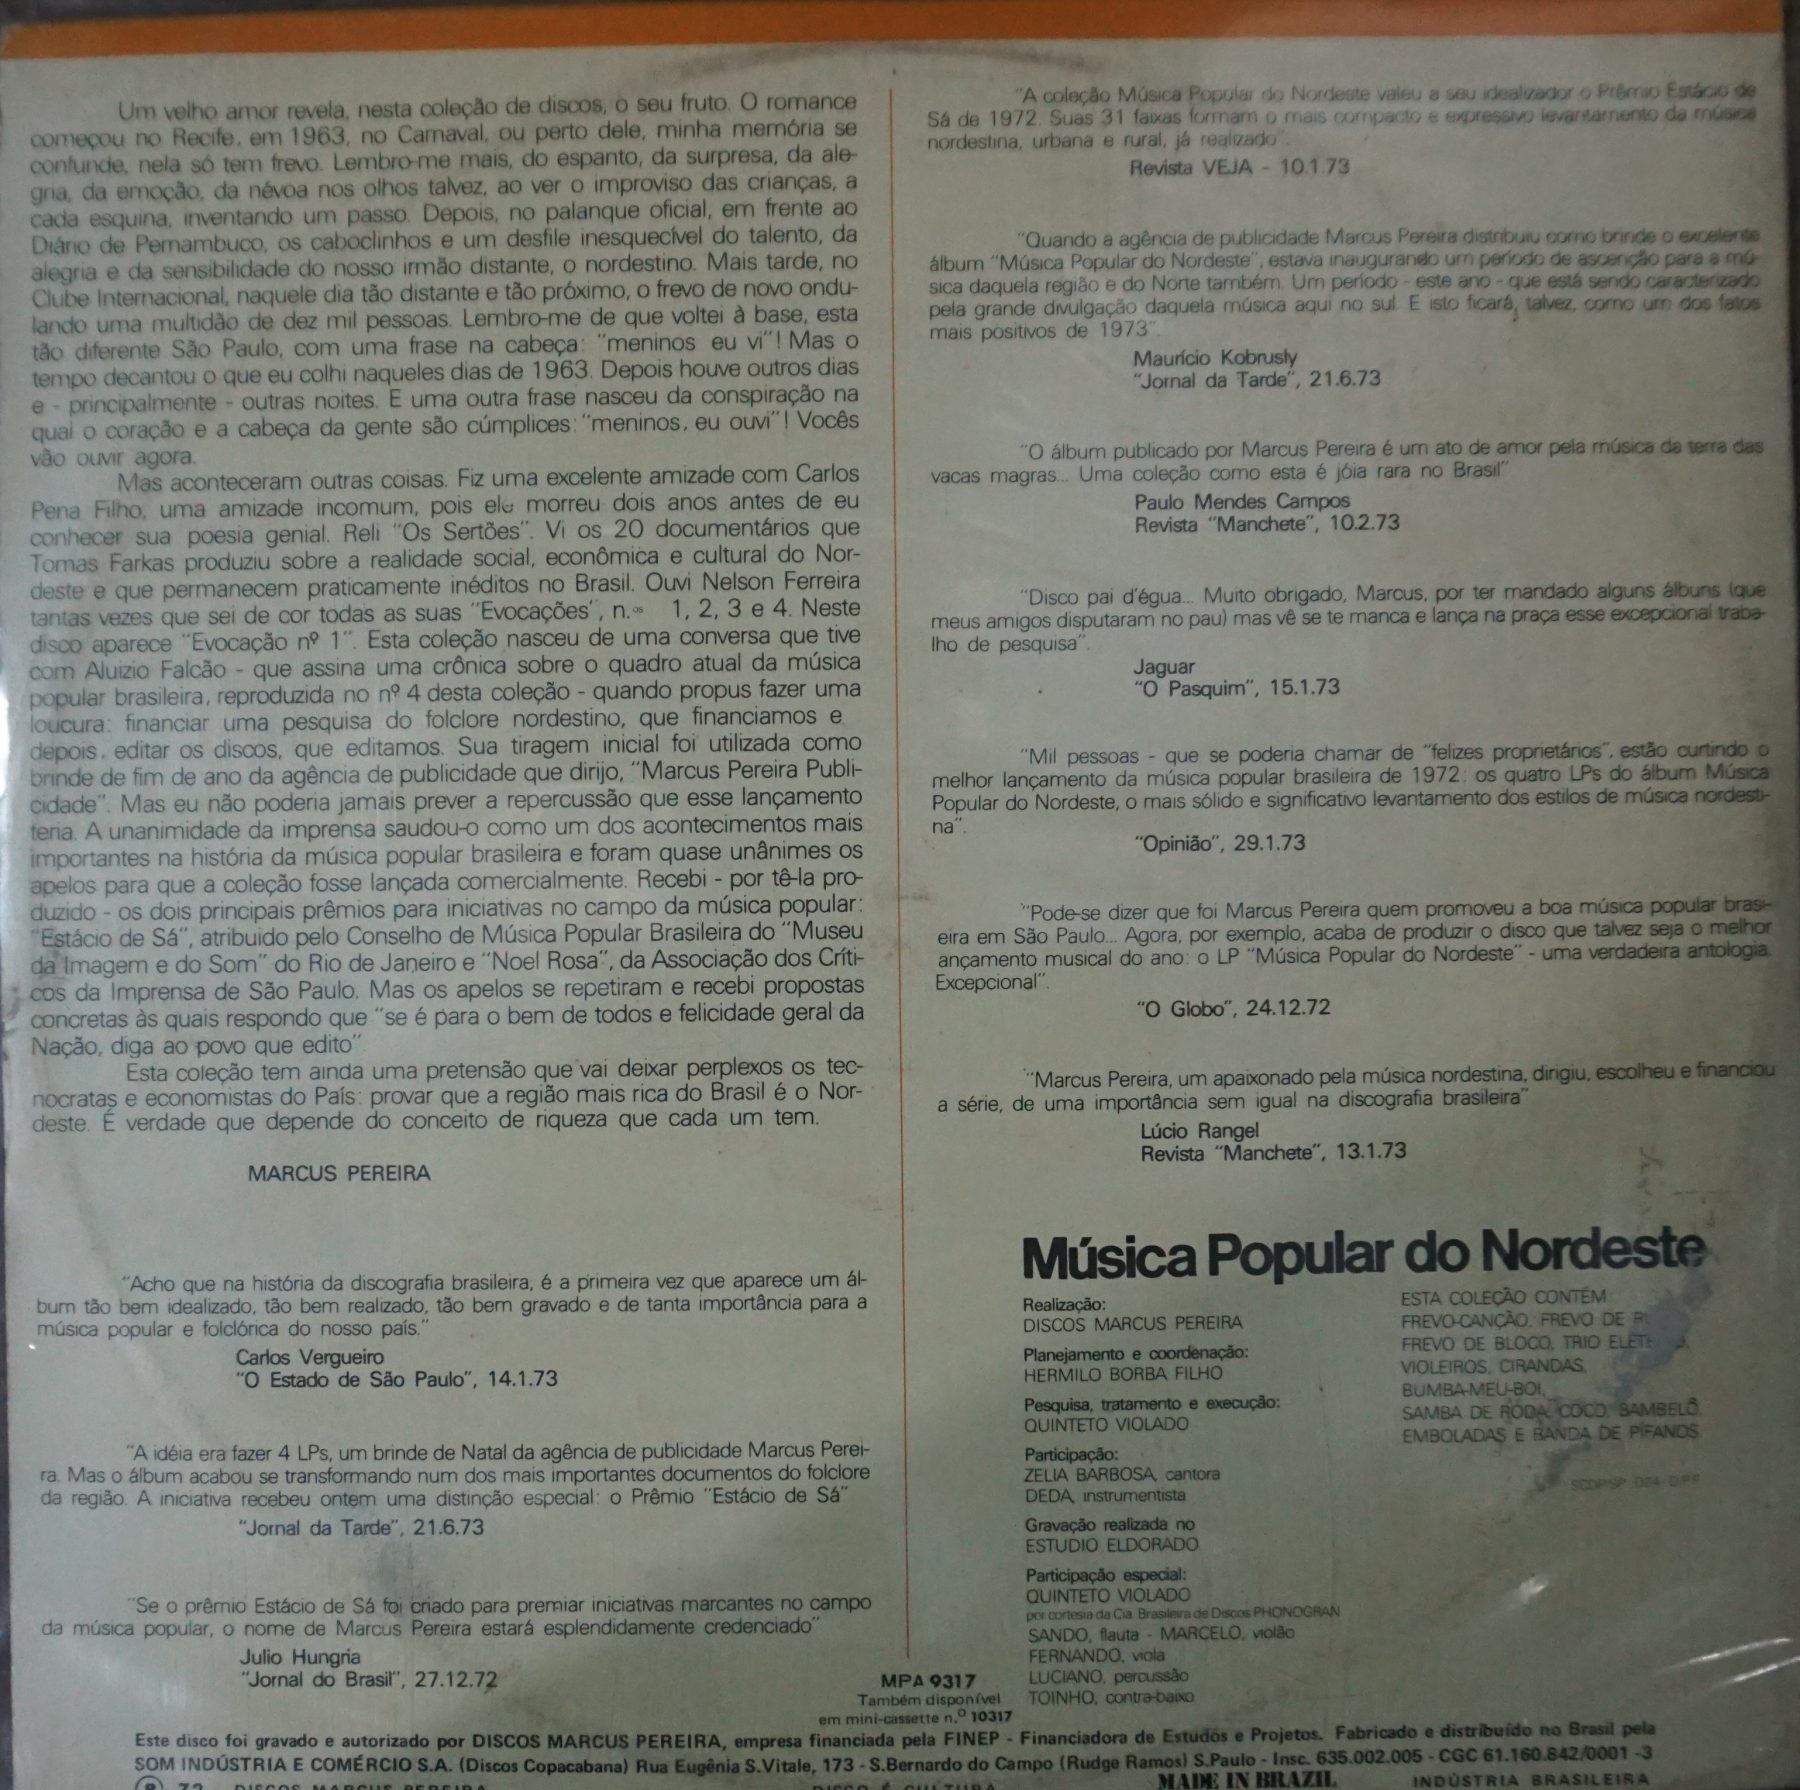 Um velho amor revela, nesta coleção de discos, o seu fruto. O romance
começou no Recife, em 1963, no Carnaval, ou perto dele, minha memória se
confunde, nela só tem frevo. Lembro-me mais, do espanto, da surpresa, da ale-
gria, da emoção, da névoa nos olhos talvez, ao ver o improviso das crianças, a
cada esquina, inventando um passo. Depois, no palanque oficial, em frente ao
Diário de Pernambuco, os caboclinhos e um desfile inesquecível do talento, da
alegria e da sensibilidade do nosso irmão distante, o nordestino. Mais tarde, no
Clube Internacional, naquele dia tão distante e tão próximo, o frevo de novo ondu-
lando uma multidão de dez mil pessoas. Lembro-me de que voltei à base, esta
tão diferente São Paulo, com uma frase na cabeça: "meninos eu vi"! Mas o
tempo decantou o que eu colhi naqueles dias de 1963. Depois houve outros dias
e - principalmente - outras noites. E uma outra frase nasceu da conspiração na
qual o coração e a cabeça da gente são cúmplices: "meninos, eu ouvi"! Vocês
vão ouvir agora.
Mas aconteceram outras coisas. Fiz uma excelente amizade com Carlos
Pena Filho, uma amizade incomum, pois ele morreu dois anos antes de eu
conhecer sua poesia genial. Reli "Os Sertões". Vi os 20 documentários que
Tomas Farkas produziu sobre a realidade social, econômica e cultural do Nor-
deste e que permanecem praticamente inéditos no Brasil. Ouvi Nelson Ferreira
tantas vezes que sei de cor todas as suas "Evocações", n.os 1, 2, 3 e 4. Neste
disco aparece "Evocação nº 1". Esta coleção nasceu de uma conversa que tive
com Aluizio Falcão - que assina uma crônica sobre o quadro atual da música
popular brasileira, reproduzida no nº 4 desta coleção - quando propus fazer uma
loucura: financiar uma pesquisa do folclore nordestino, que financiamos e
depois, editar os discos, que editamos. Sua tiragem inicial foi utilizada como
brinde de fim de ano da agência de publicidade que dirijo, "Marcus Pereira Publi-
cidade". Mas eu não poderia jamais prever a repercussão que esse lançamento
teria. A unanimidade da imprensa saudou-o como um dos acontecimentos mais
importantes na história da música popular brasileira e foram quase unânimes os
apelos para que a coleção fosse lançada comercialmente. Recebi - por tê-la pro-
duzido - os dois principais prêmios para iniciativas no campo da música popular:
"Estácio de Sá", atribuido pelo Conselho de Música Popular Brasileira do "Museu
da Imagem e do Som" do Rio de Janeiro e "Noel Rosa", da Associação dos Críti-
cos da Imprensa de São Paulo. Mas os apelos se repetiram e recebi propostas
concretas às quais respondo que "se é para o bem de todos e felicidade geral da
Nação, diga ao povo que edito"
Esta coleção tem ainda uma pretensão que vai deixar perplexos os tec-
nocratas e economistas do País: provar que a região mais rica do Brasil é o Nor-
deste. É verdade que depende do conceito de riqueza que cada um tem.
MARCUS PEREIRA
"Acho que na história da discografia brasileira, é a primeira vez que aparece um ál-
bum tão bem idealizado, tão bem realizado, tão bem gravado e de tanta importância para a
música popular e folclórica do nosso país."
Carlos Vergueiro
"O Estado de São Paulo", 14.1.73
"A idéia era fazer 4 LPs, um brinde de Natal da agência de publicidade Marcus Perei-
ra. Mas o álbum acabou se transformando num dos mais importantes documentos do folclore
da região. A iniciativa recebeu ontem uma distinção especial: o Prêmio "Estácio de Sá"
"Jornal da Tarde", 21.6.73
"Se o prêmio Estácio de Sá foi criado para premiar iniciativas marcantes no campo
da música popular, o nome de Marcus Pereira estará esplendidamente credenciado"
Julio Hungria
"Jornal do Brasil", 27.12.72
"A coleção Música Popular do Nordeste valeu a seu idealizador o Prêmio Estácio de
Sá de 1972. Suas 31 faixas formam o mais compacto e expressivo levantamento da música
nordestina, urbana e rural, já realizado".
Revista VEJA - 10.1.73
"Quando a agência de publicidade Marcus Pereira distribuiu como brinde o excelente
álbum "Música Popular do Nordeste", estava inaugurando um período de ascenção para a mú-
sica daquela região e do Norte também. Um período - este ano - que está sendo caracterizado
pela grande divulgação daquela música aqui no sul. E isto ficará, talvez, como um dos fatos
mais positivos de 1973".
Maurício Kobrusly
"Jornal da Tarde", 21.6.73
"O álbum publicado por Marcus Pereira é um ato de amor pela música da terra das
vacas magras... Uma coleção como esta é jóia rara no Brasil"
Paulo Mendes Campos
Revista "Manchete", 10.2.73
"Disco pai d'égua... Muito obrigado, Marcus, por ter mandado alguns álbuns (que
meus amigos disputaram no pau) mas vê se te manca e lança na praça esse excepcional traba-
lho de pesquisa".
Jaguar
"O Pasquim", 15.1.73
"Mil pessoas - que se poderia chamar de "felizes proprietários", estão curtindo o
melhor lançamento da música popular brasileira de 1972: os quatro LPs do álbum Música
Popular do Nordeste, o mais sólido e significativo levantamento dos estilos de música nordesti-
na".
"Opinião", 29.1.73
"Pode-se dizer que foi Marcus Pereira quem promoveu a boa música popular brasi-
eira em São Paulo... Agora, por exemplo, acaba de produzir o disco que talvez seja o melhor
ançamento musical do ano: o LP "Música Popular do Nordeste" - uma verdadeira antologia.
Excepcional".
"O Globo", 24.12.72
"Marcus Pereira, um apaixonado pela música nordestina, dirigiu, escolheu e financiou
a série, de uma importância sem igual na discografia brasileira"
Lúcio Rangel
Revista "Manchete", 13.1.73
Música Popular do Nordeste
Realização:
DISCOS MARCUS PEREIRA
Planejamento e coordenação:
HERMILO BORBA FILHO
Pesquisa, tratamento e execução:
QUINTETO VIOLADO
Participação:
ZELIA BARBOSA, cantora
DEDA, instrumentista
Gravação realizada no
ESTUDIO ELDORADO
Participação especial:
QUINTETO VIOLADO
por cortesia da Cia. Brasileira de Discos PHONOGRAN
SANDO, flauta - MARCELO, violão
FERNANDO, viola
LUCIANO, percussão
TOINHO, contra-baixo
ESTA COLEÇÃO CONTÉM
FREVO-CANÇÃO, FREVO DE
FREVO DE BLOCO, TRIO
VIOLEIROS, CIRANDAS,
BUMBA-MEU-BOI,
SAMBA DE RODA, COCO, BAMBELÔ,
EMBOLADAS E BANDA DE PÍFANOS
MPA 9317
Também disponível
em mini-cassette n.º 10317
Este disco foi gravado e autorizado por DISCOS MARCUS PEREIRA, empresa financiada pela FINEP - Financiadora de Estudos e Projetos. Fabricado e distribuído no Brasil pela
SOM INDÚSTRIA E COMÉRCIO S.A. (Discos Copacabana) Rua Eugênia S.Vitale, 173 - S.Bernardo do Campo (Rudge Ramos) S.Paulo - Insc. 635.002.005 - CGC 61.160.842/0001 -3
Ⓟ 73 DISCOS MARCUS PEREIRA DISCO É CULTURA MADE IN BRAZIL INDÚSTRIA BRASILEIRA